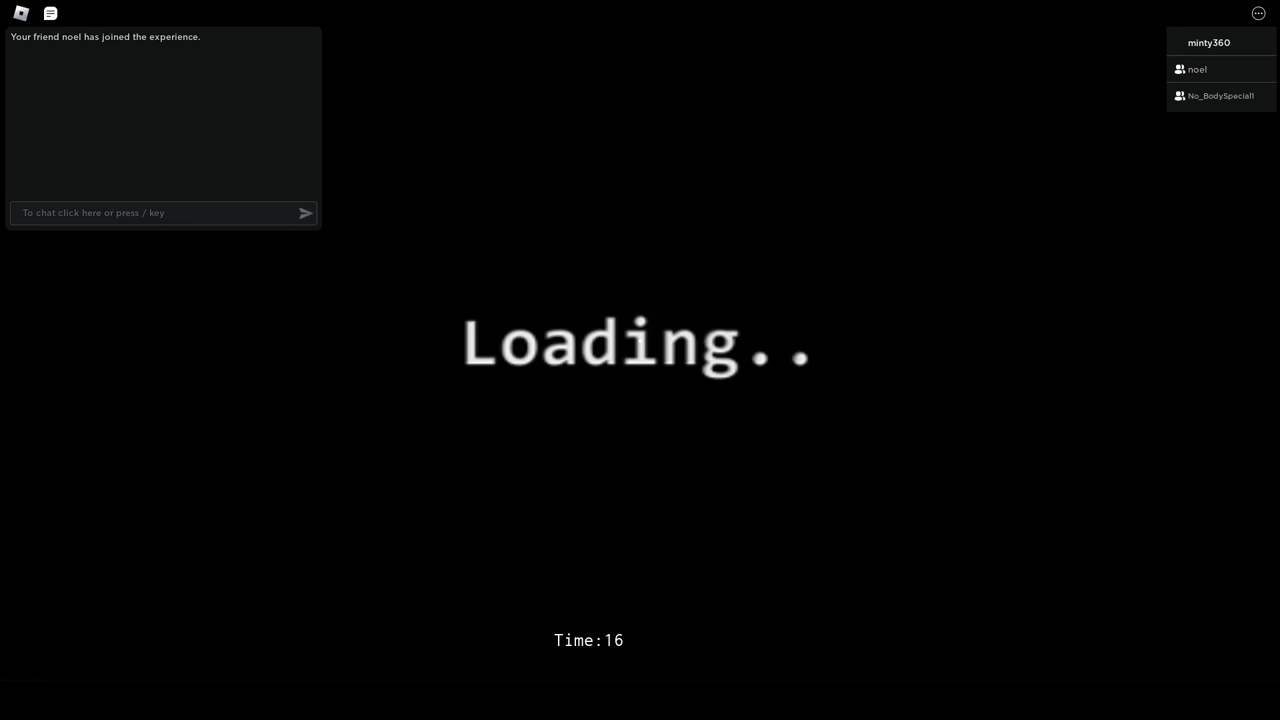 Your friend noel has joined the experience.
minty360
noel
No_BodySpecial1
To chat click here or press / key
Loading..
Time:16